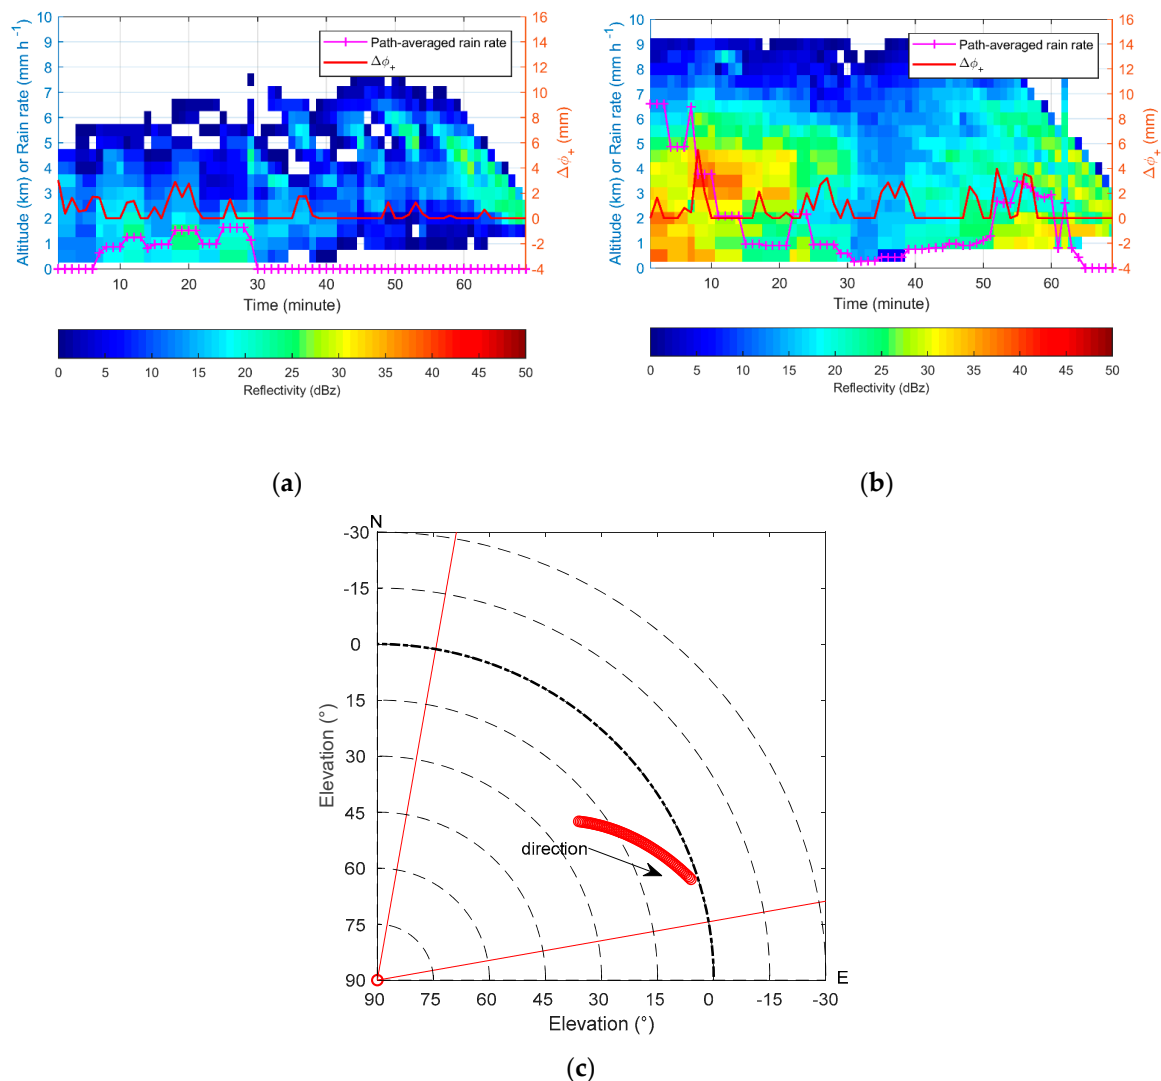 (a)
10
9
8
7
6
5
4
3
2
1
0
Altitude (km) or Rain rate (mm h⁻¹)
Path-averaged rain rate
Δϕ₊
16
14
12
10
8
6
4
2
0
-2
-4
Δϕ₊ (mm)
10 20 30 40 50 60
Time (minute)
0 5 10 15 20 25 30 35 40 45 50
Reflectivity (dBz)
10
9
8
7
6
5
4
3
2
1
0
Altitude (km) or Rain rate (mm h⁻¹)
Path-averaged rain rate
Δϕ₊
16
14
12
10
8
6
4
2
0
-2
-4
Δϕ₊ (mm)
10 20 30 40 50 60
Time (minute)
0 5 10 15 20 25 30 35 40 45 50
Reflectivity (dBz)
(b)
N
-30
-15
0
15
30
45
60
75
90
Elevation (°)
direction
E
90 75 60 45 30 15 0 -15 -30
Elevation (°)
(c)